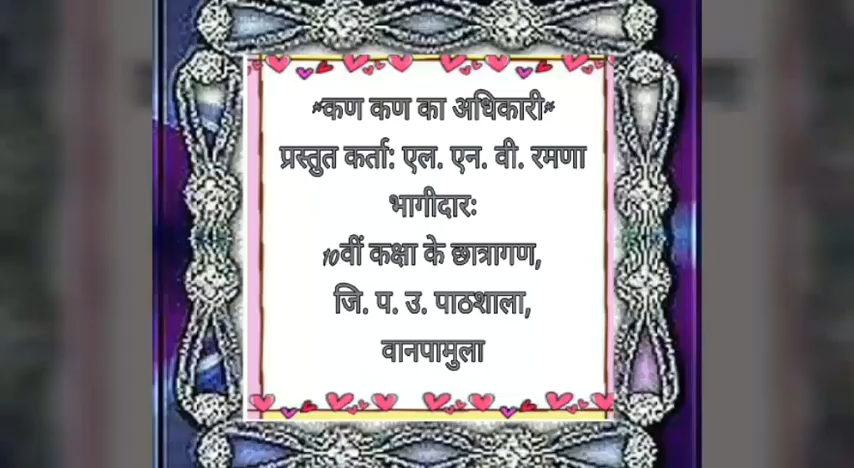 *कण कण का अधिकारी*
प्रस्तुत कर्ता: एल. एन. वी. रमणा
भागीदार:
10वीं कक्षा के छात्रागण,
जि. प. उ. पाठशाला,
वानपामुला